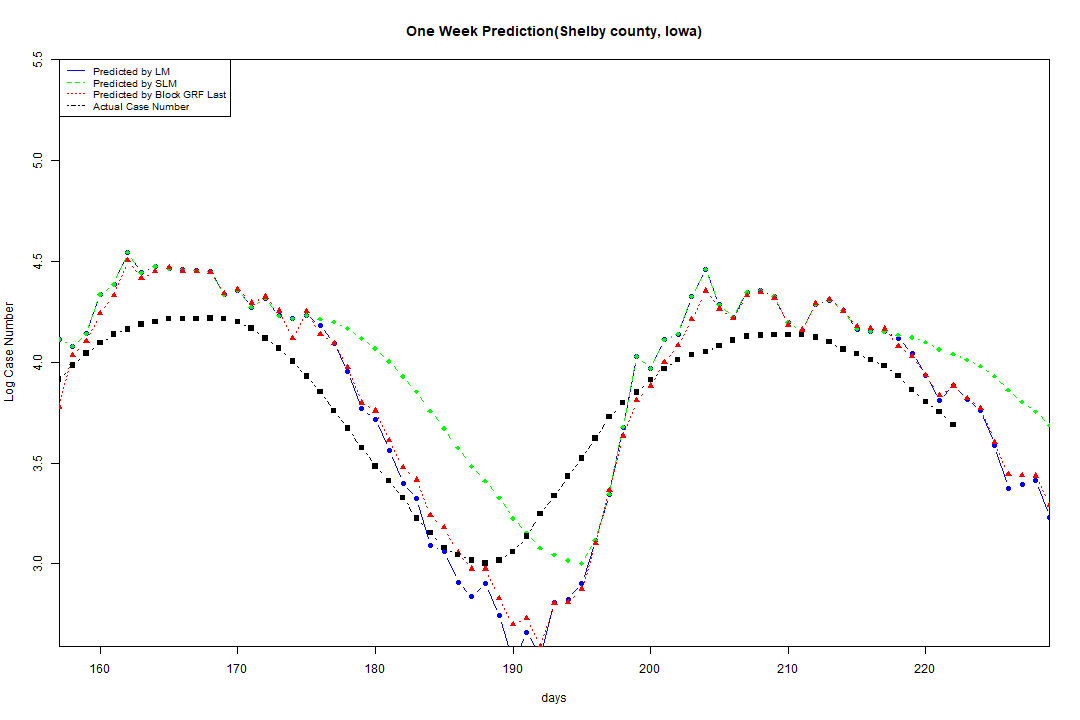 One Week Prediction(Shelby county, Iowa)
Predicted by LM
Predicted by SLM
Predicted by Block GRF Last
Actual Case Number
Log Case Number
5.5
5.0
4.5
4.0
3.5
3.0
160 170 180 190 200 210 220
days